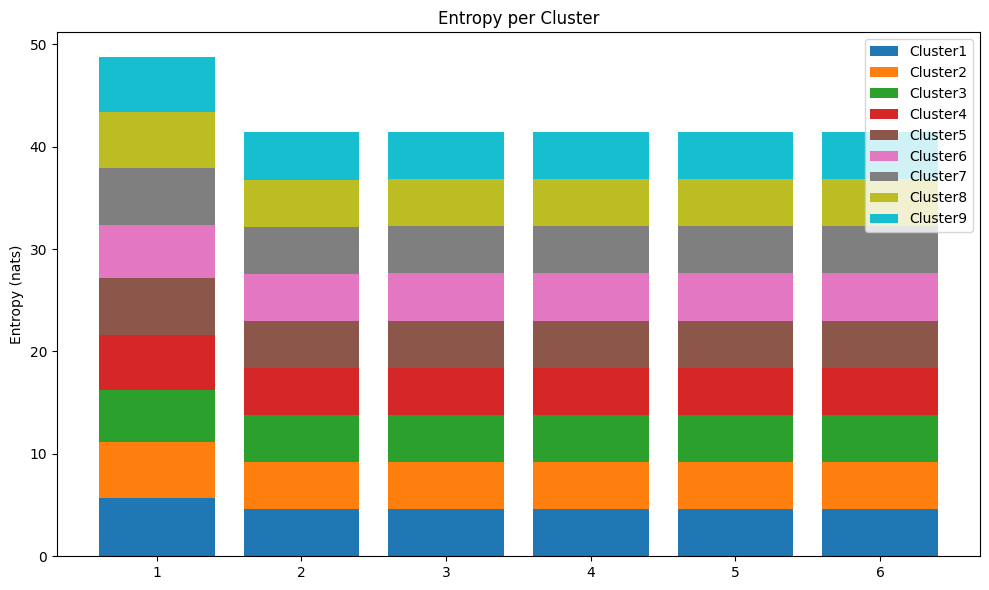 Entropy per Cluster
50
40
30
20
10
0
Entropy (nats)
1 2 3 4 5 6
Cluster1
Cluster2
Cluster3
Cluster4
Cluster5
Cluster6
Cluster7
Cluster8
Cluster9